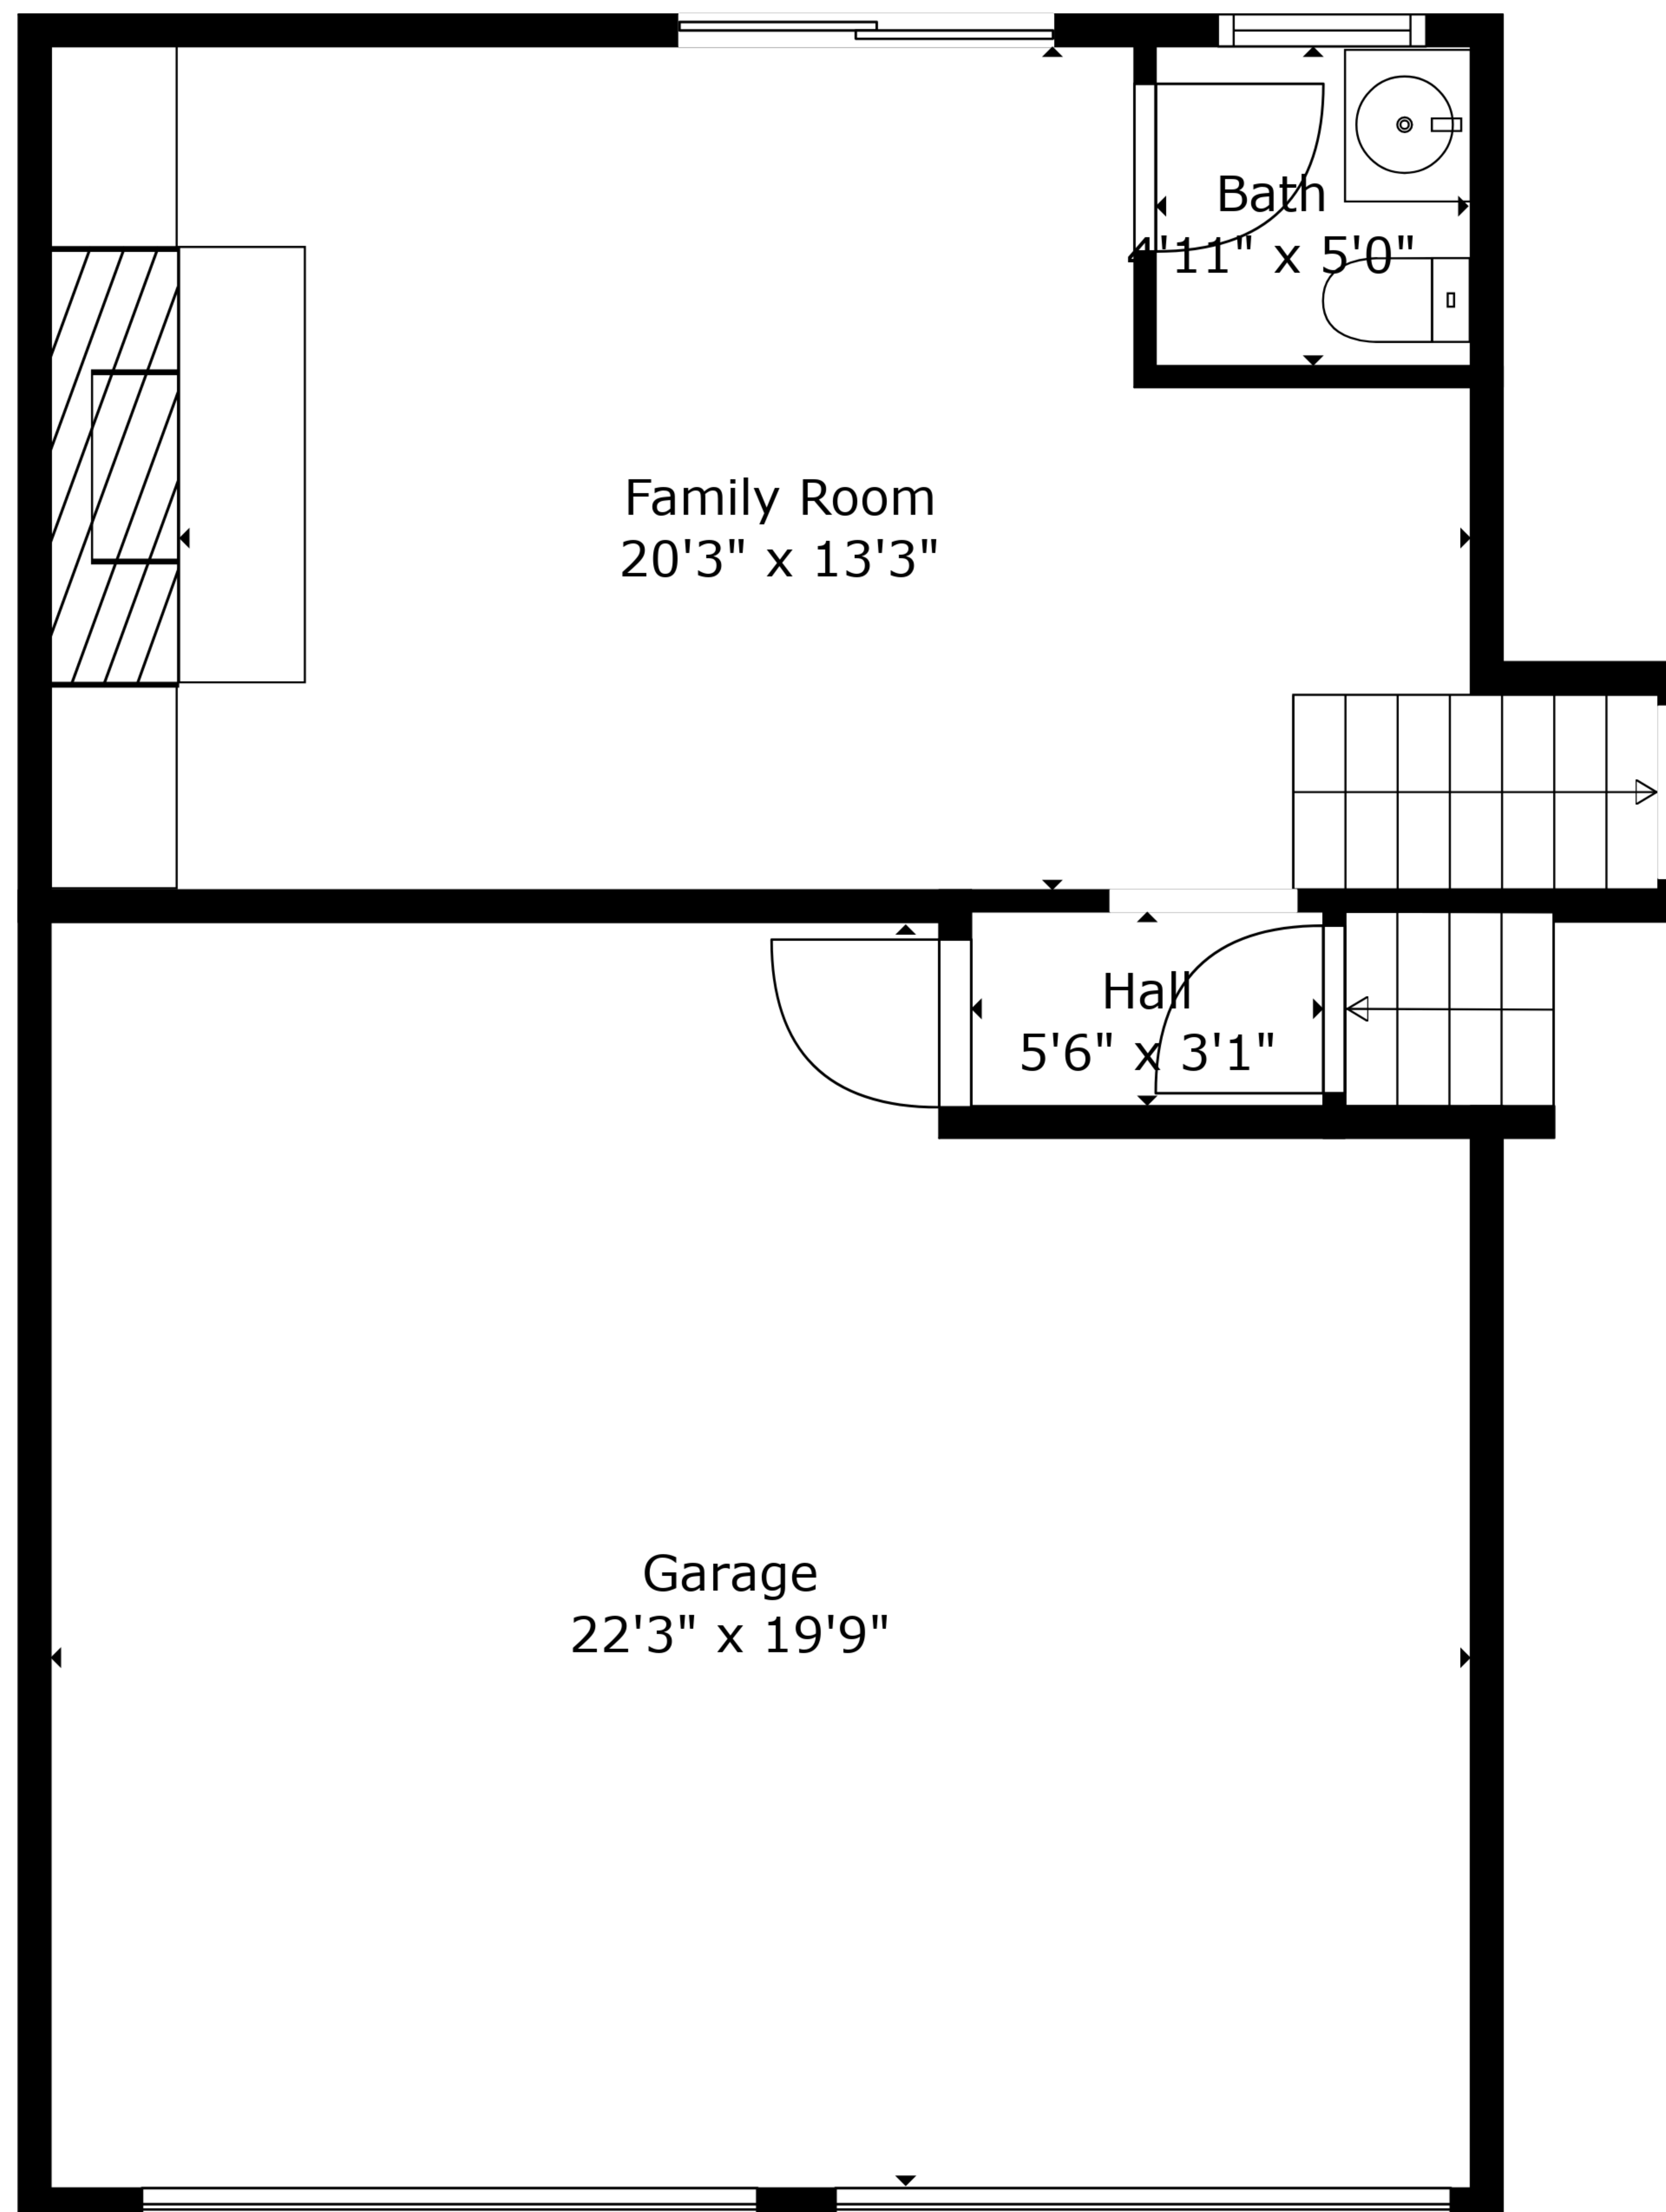 Bath
4'11" x 5'0"
Family Room
20'3" x 13'3"
Hall
5'6" x 3'1"
Garage
22'3" x 19'9"